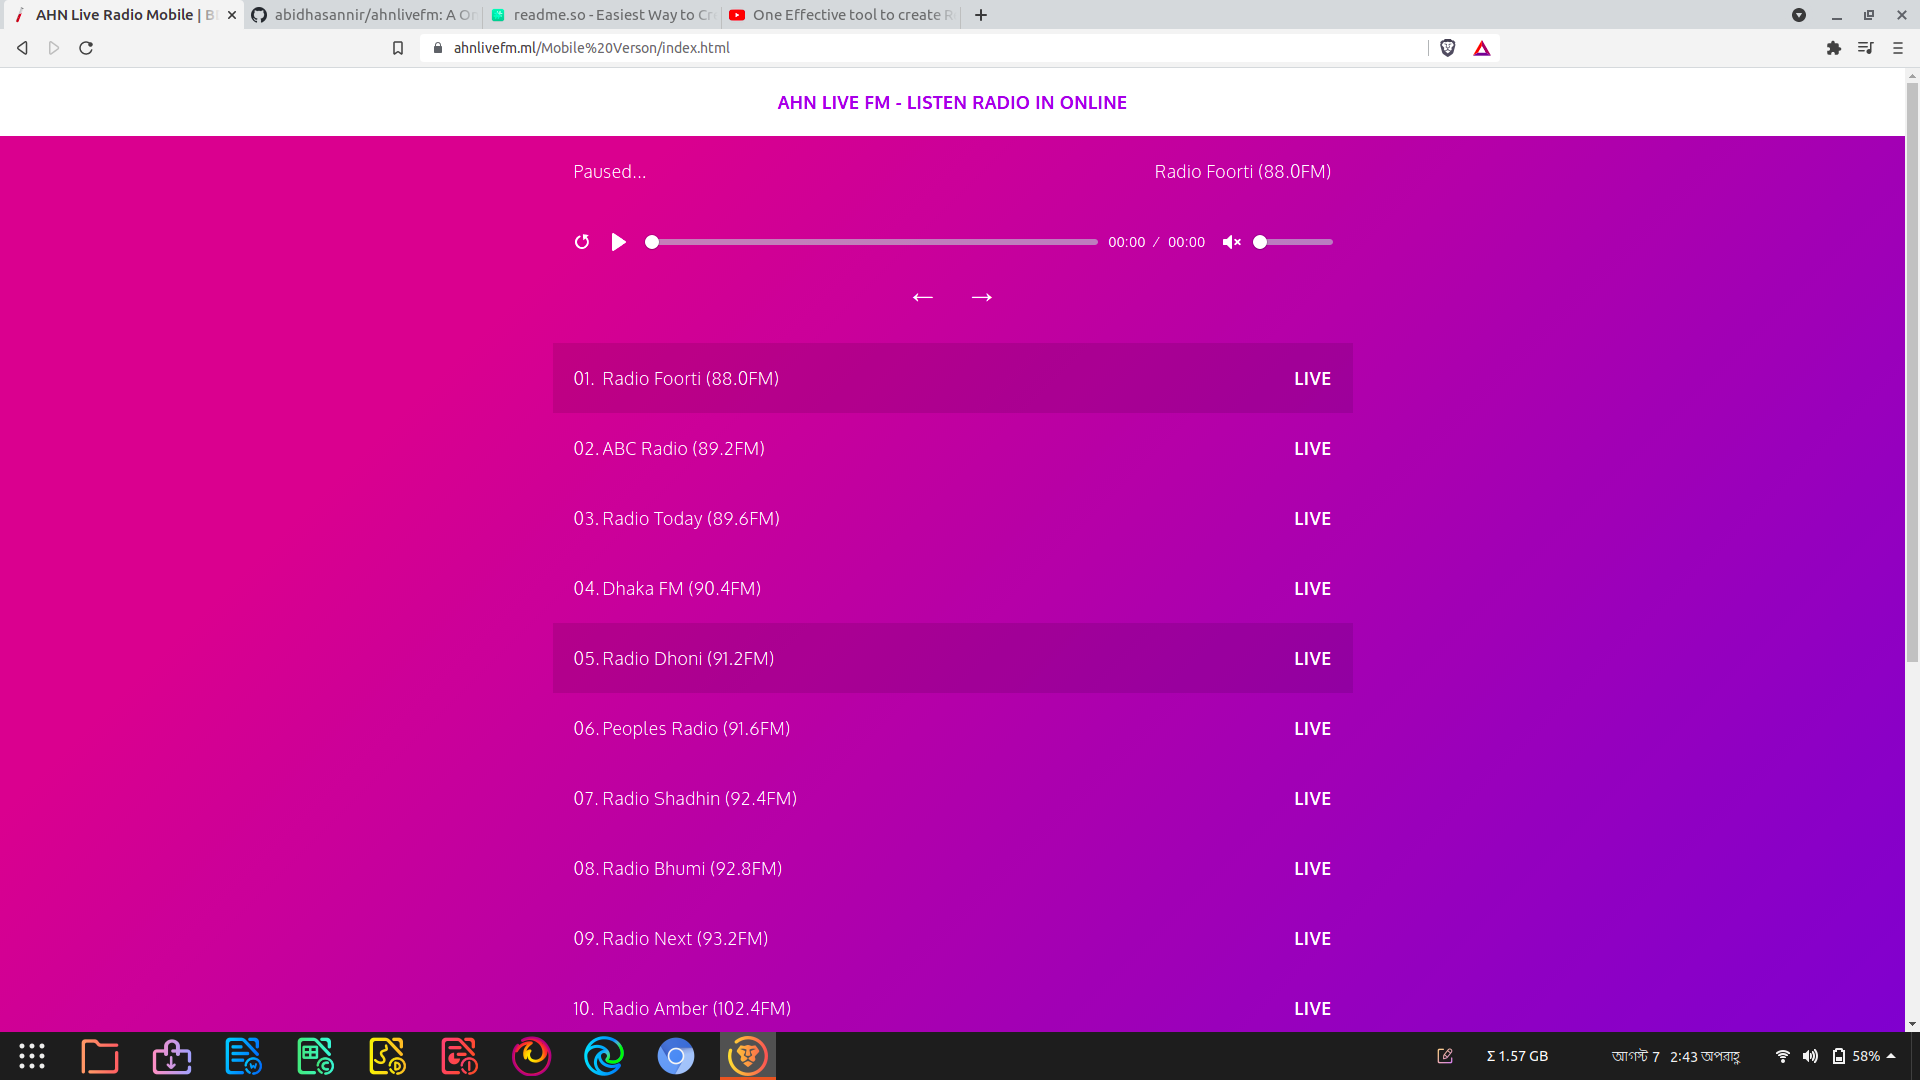 AHN Live Radio Mobile | B
abidhasannir/ahnlivefm: A O
readme.so - Easiest Way to Cr
One Effective tool to create R
ahnlivefm.ml/Mobile%20Verson/index.html
AHN LIVE FM - LISTEN RADIO IN ONLINE
Paused... Radio Foorti (88.0FM)
00:00 / 00:00
← →
01. Radio Foorti (88.0FM) LIVE
02. ABC Radio (89.2FM) LIVE
03. Radio Today (89.6FM) LIVE
04. Dhaka FM (90.4FM) LIVE
05. Radio Dhoni (91.2FM) LIVE
06. Peoples Radio (91.6FM) LIVE
07. Radio Shadhin (92.4FM) LIVE
08. Radio Bhumi (92.8FM) LIVE
09. Radio Next (93.2FM) LIVE
10. Radio Amber (102.4FM) LIVE
Σ 1.57 GB আগস্ট 7 2:43 অপরাহ্ণ 58%